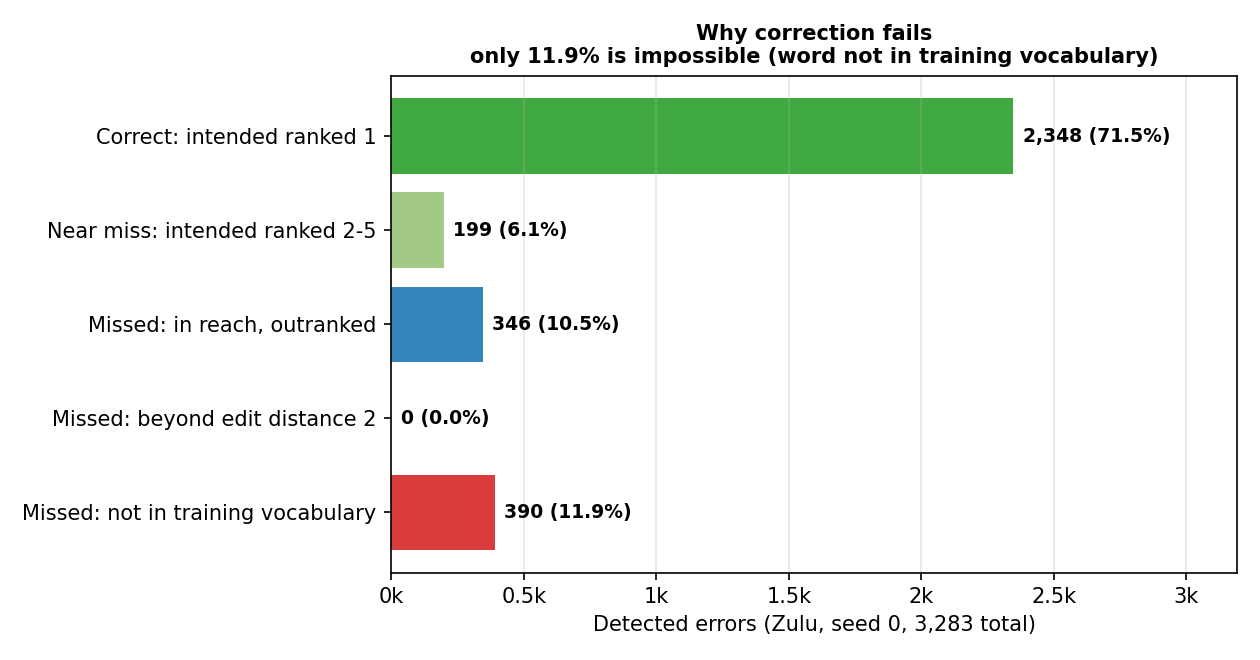 Why correction fails
only 11.9% is impossible (word not in training vocabulary)
Correct: intended ranked 1
2,348 (71.5%)
Near miss: intended ranked 2-5
199 (6.1%)
Missed: in reach, outranked
346 (10.5%)
Missed: beyond edit distance 2
0 (0.0%)
Missed: not in training vocabulary
390 (11.9%)
0k 0.5k 1k 1.5k 2k 2.5k 3k
Detected errors (Zulu, seed 0, 3,283 total)